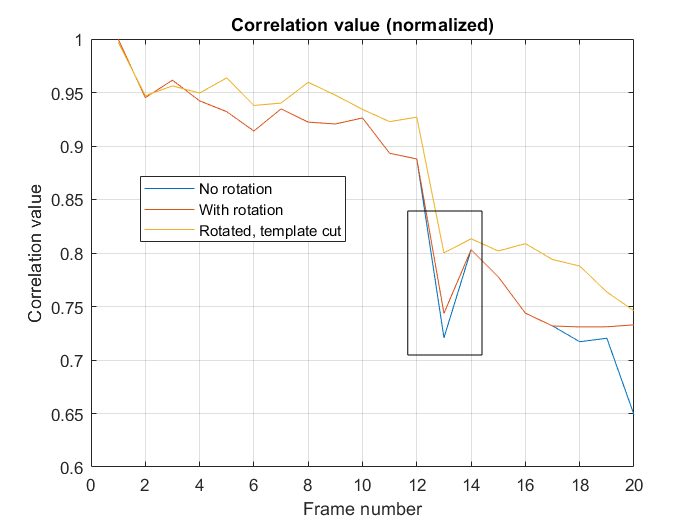 Correlation value (normalized)
1
0.95
0.9
0.85
0.8
0.75
0.7
0.65
0.6
Correlation value
No rotation
With rotation
Rotated, template cut
0 2 4 6 8 10 12 14 16 18 20
Frame number